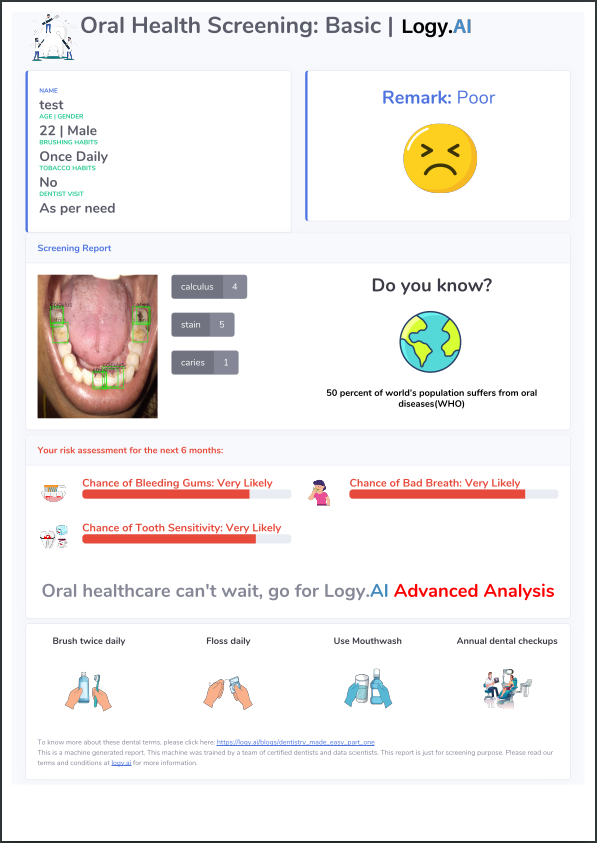 Oral Health Screening: Basic | Logy.AI
NAME
test
AGE | GENDER
22 | Male
BRUSHING HABITS
Once Daily
TOBACCO HABITS
No
DENTIST VISIT
As per need
Remark: Poor
Screening Report
calculus 4
stain 5
caries 1
Do you know?
50 percent of world's population suffers from oral
diseases(WHO)
Your risk assessment for the next 6 months:
Chance of Bleeding Gums: Very Likely
Chance of Bad Breath: Very Likely
Chance of Tooth Sensitivity: Very Likely
Oral healthcare can't wait, go for Logy.AI Advanced Analysis
Brush twice daily
Floss daily
Use Mouthwash
Annual dental checkups
To know more about these dental terms, please click here: https://logy.ai/blogs/dentistry_made_easy_part_one
This is a machine generated report. This machine was trained by a team of certified dentists and data scientists. This report is just for screening purpose. Please read our
terms and conditions at logy.ai for more information.